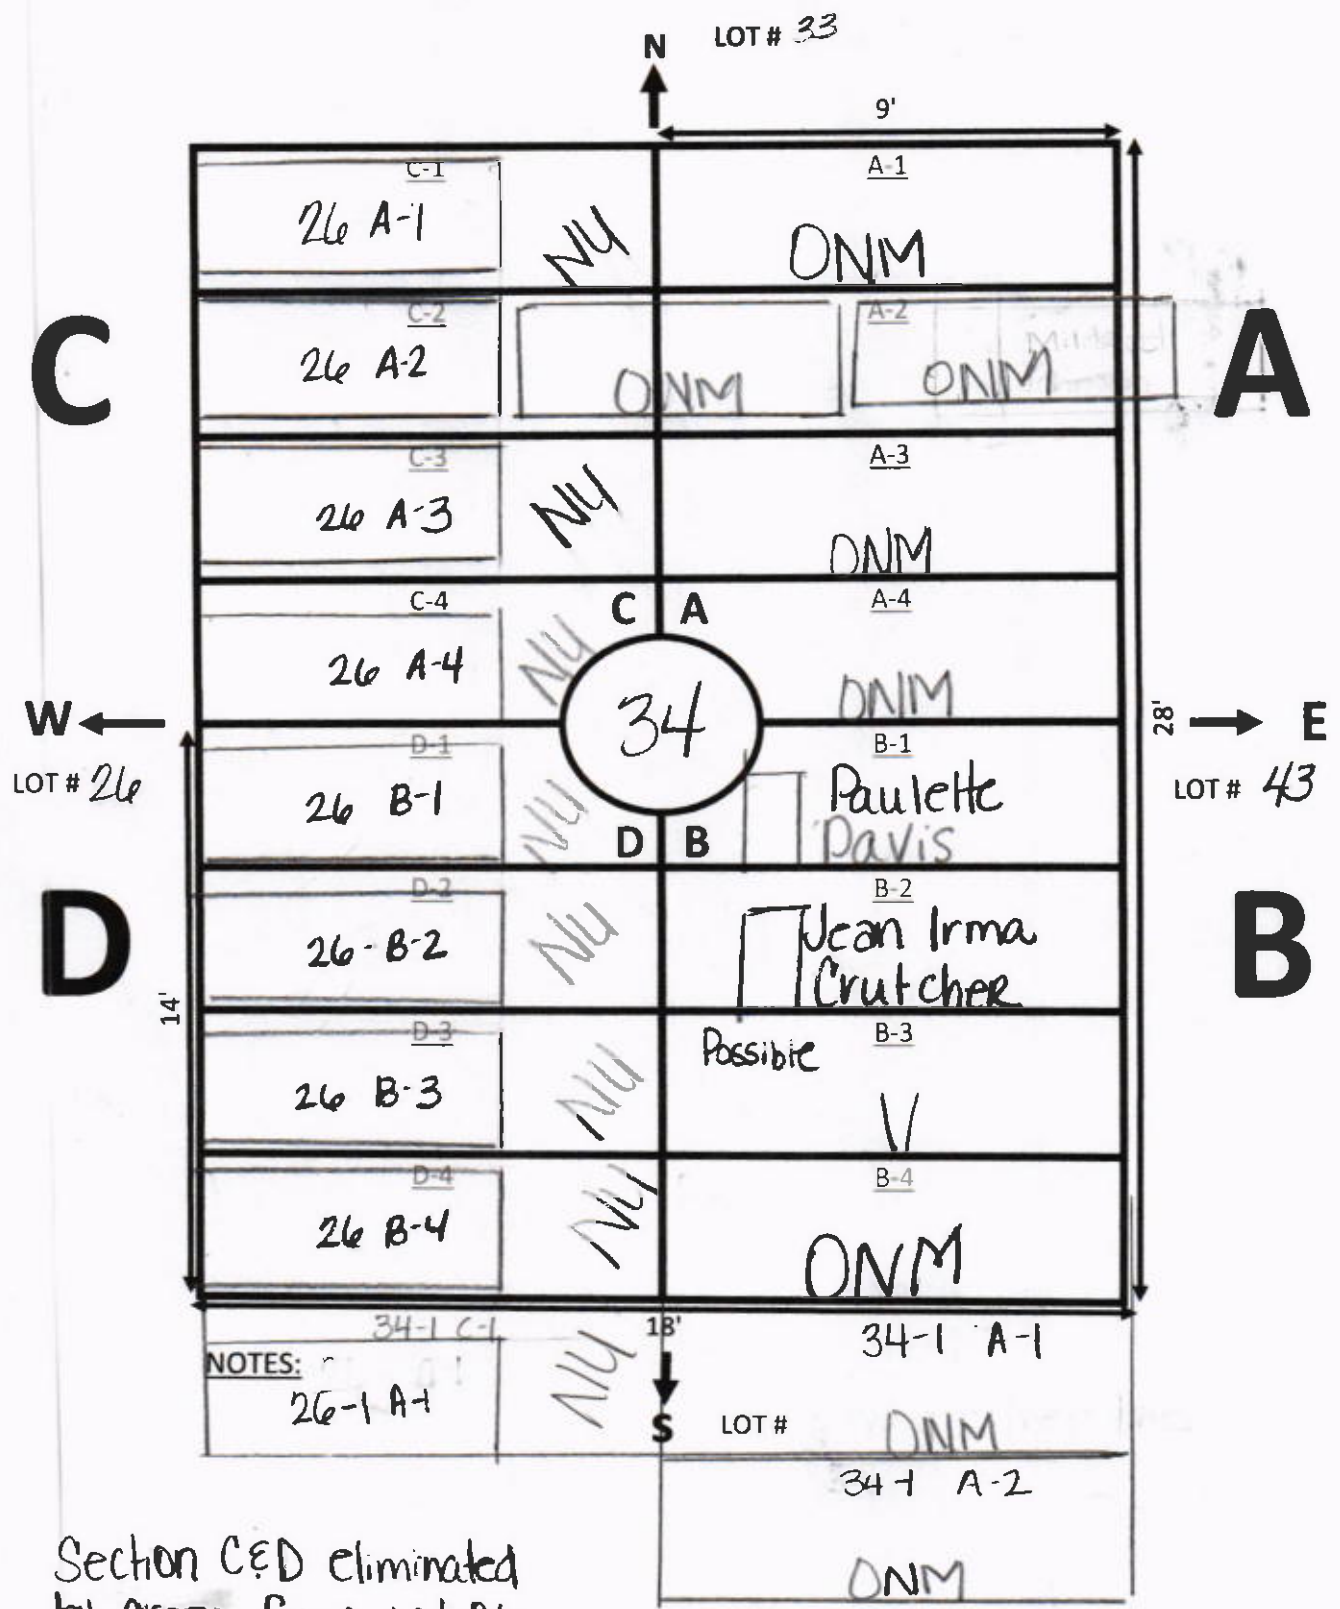 LOT # 33
N
9'
C-1
A-1
26 A-1
NU
ONM
C-2
A-2
26 A-2
ONM
ONM
C
A
C-3
A-3
26 A-3
NU
ONM
C-4
C A
A-4
26 A-4
NU
34
ONM
W
28'
E
LOT # 26
LOT # 43
D-1
B-1
26 B-1
NU
Paulette
Davis
D B
D-2
B-2
26-B-2
NU
Jean Irma
Crutcher
D
B
14'
D-3
Possible
B-3
26 B-3
NU
V
D-4
B-4
26 B-4
NU
ONM
34-1 C-1
18'
34-1 A-1
NOTES:
26-1 A-1
NU
S
LOT #
ONM
34-1 A-2
ONM
Section C&D eliminated